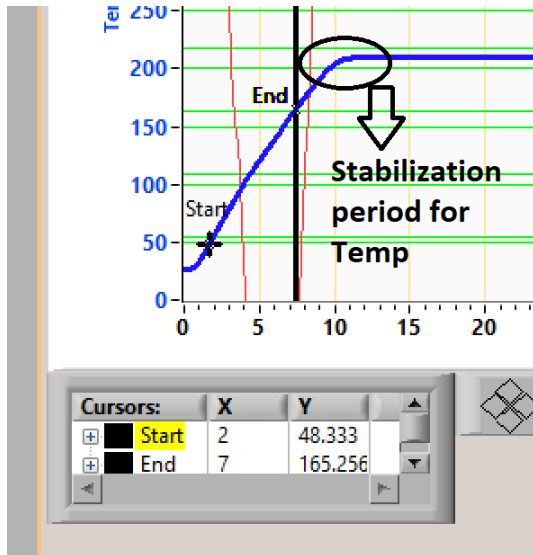 Te
250
200
150
100
50
0
End
Start
Stabilization
period for
Temp
0 5 10 15 20
Cursors: X Y
Start 2 48.333
End 7 165.256